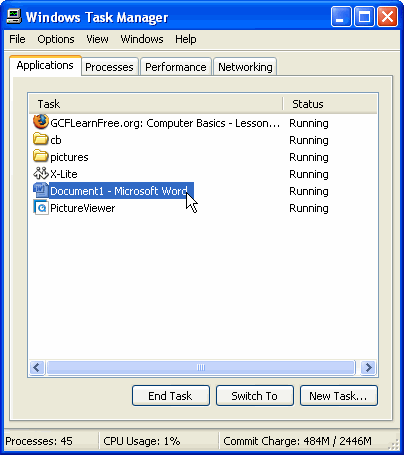 Windows Task Manager
File Options View Windows Help
Applications Processes Performance Networking
Task Status
GCFLearnFree.org: Computer Basics - Lesson... Running
cb Running
pictures Running
X-Lite Running
Document1 - Microsoft Word Running
PictureViewer Running
End Task Switch To New Task...
Processes: 45 CPU Usage: 1% Commit Charge: 484M / 2446M